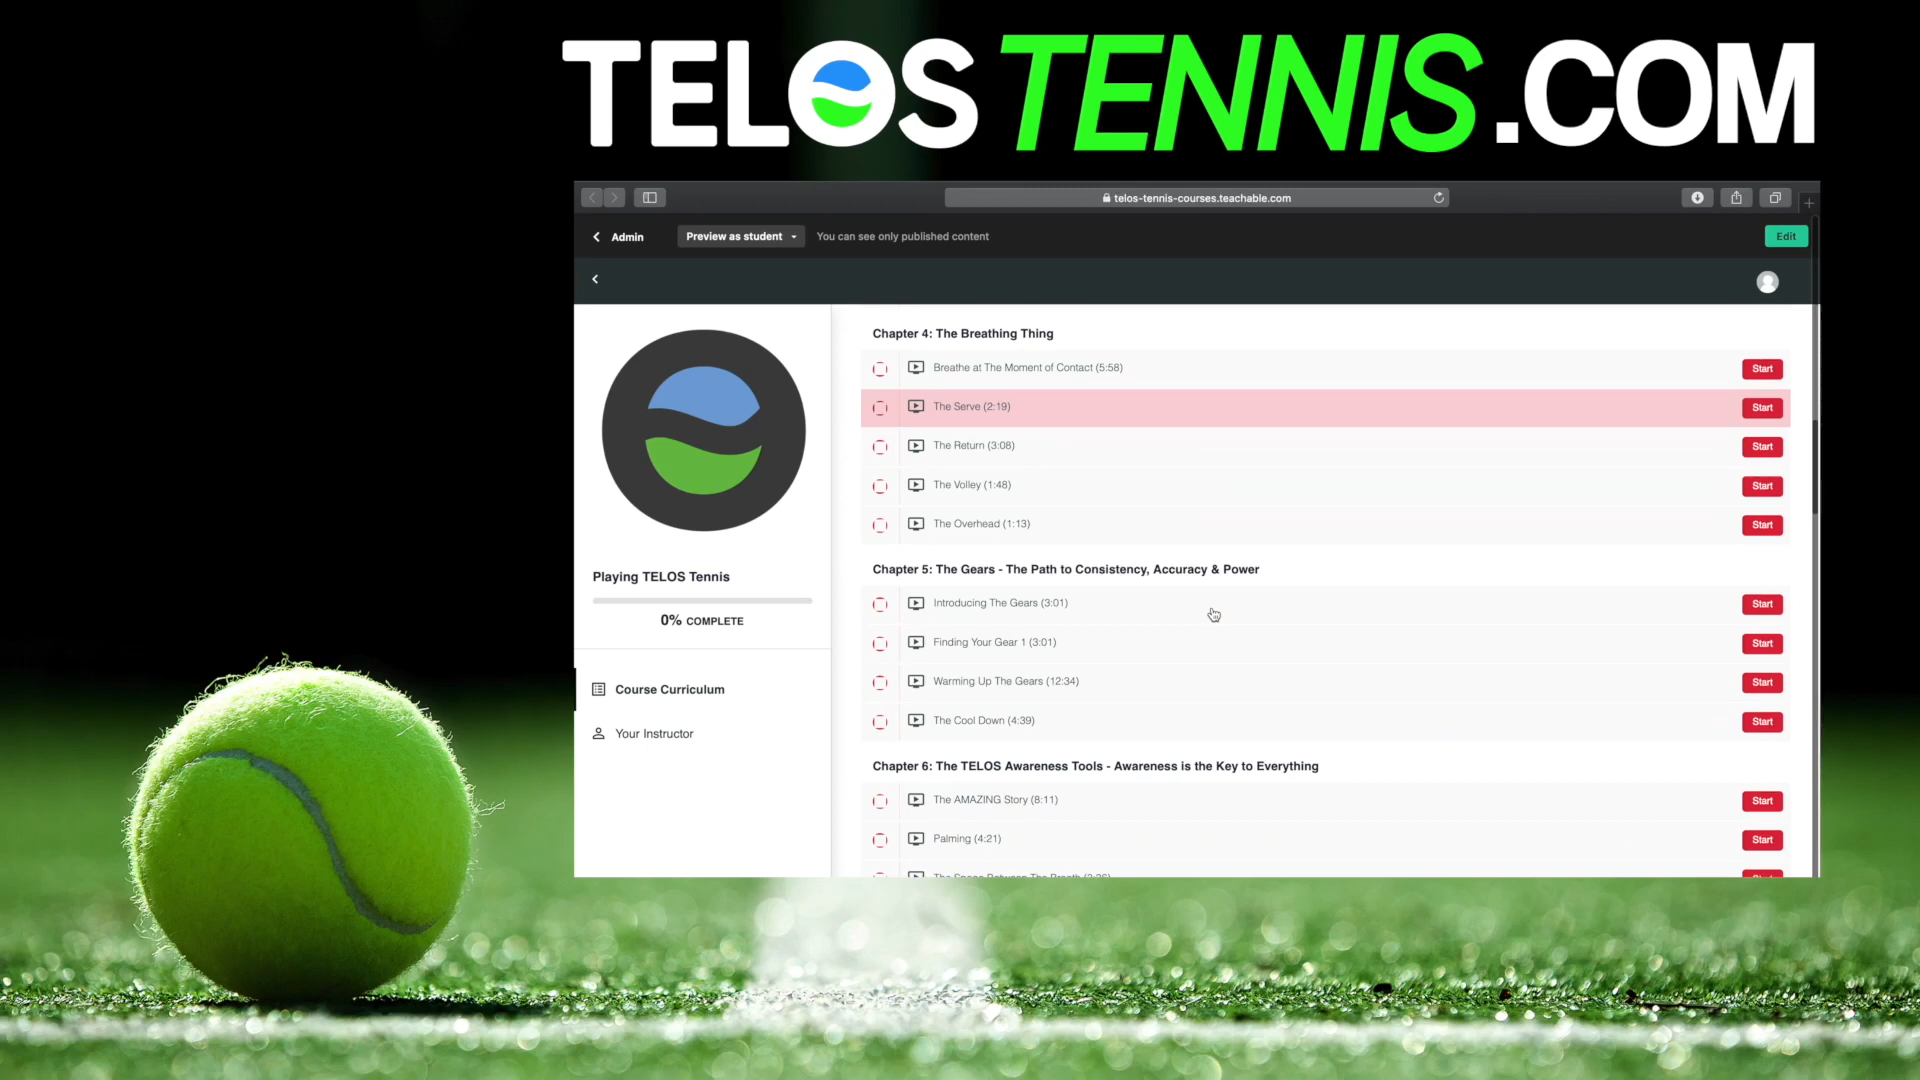 TELOS TENNIS .COM
telos-tennis-courses.teachable.com
Admin
Preview as student
You can see only published content
Edit
Chapter 4: The Breathing Thing
Breathe at The Moment of Contact (5:58)
Start
The Serve (2:19)
Start
The Return (3:08)
Start
The Volley (1:48)
Start
The Overhead (1:13)
Start
Playing TELOS Tennis
0% COMPLETE
Course Curriculum
Your Instructor
Chapter 5: The Gears - The Path to Consistency, Accuracy & Power
Introducing The Gears (3:01)
Start
Finding Your Gear 1 (3:01)
Start
Warming Up The Gears (12:34)
Start
The Cool Down (4:39)
Start
Chapter 6: The TELOS Awareness Tools - Awareness is the Key to Everything
The AMAZING Story (8:11)
Start
Palming (4:21)
Start
The Space Between The Breath